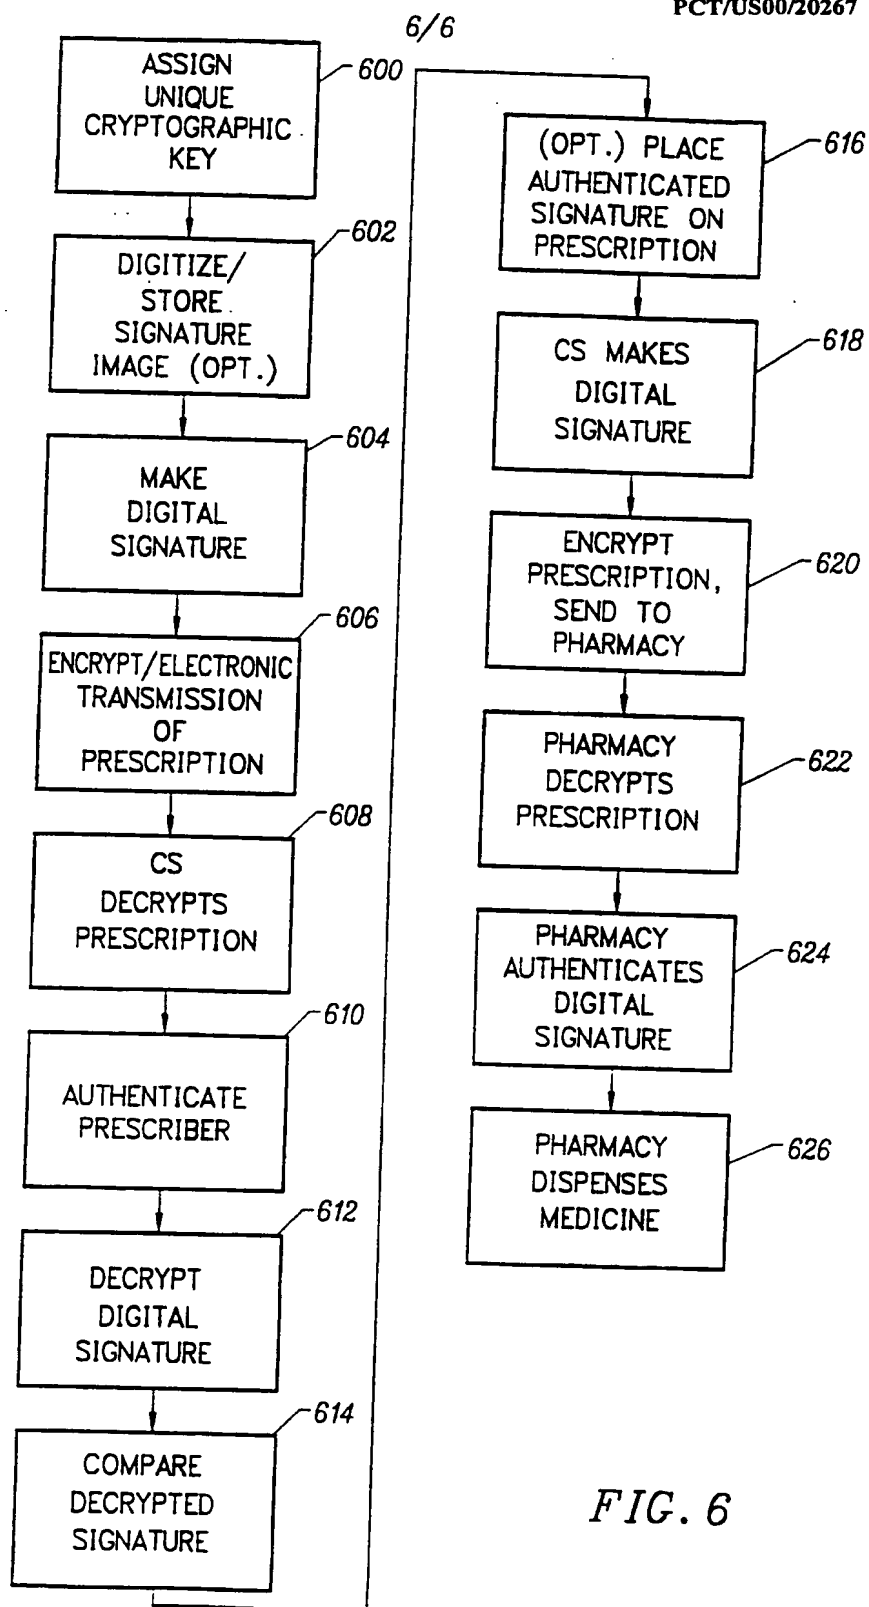 PCT/US00/20267
6/6
ASSIGN
UNIQUE
CRYPTOGRAPHIC
KEY
600
DIGITIZE/
STORE
SIGNATURE
IMAGE (OPT.)
602
MAKE
DIGITAL
SIGNATURE
604
ENCRYPT/ELECTRONIC
TRANSMISSION
OF
PRESCRIPTION
606
CS
DECRYPTS
PRESCRIPTION
608
AUTHENTICATE
PRESCRIBER
610
DECRYPT
DIGITAL
SIGNATURE
612
COMPARE
DECRYPTED
SIGNATURE
614
(OPT.) PLACE
AUTHENTICATED
SIGNATURE ON
PRESCRIPTION
616
CS MAKES
DIGITAL
SIGNATURE
618
ENCRYPT
PRESCRIPTION,
SEND TO
PHARMACY
620
PHARMACY
DECRYPTS
PRESCRIPTION
622
PHARMACY
AUTHENTICATES
DIGITAL
SIGNATURE
624
PHARMACY
DISPENSES
MEDICINE
626
FIG. 6